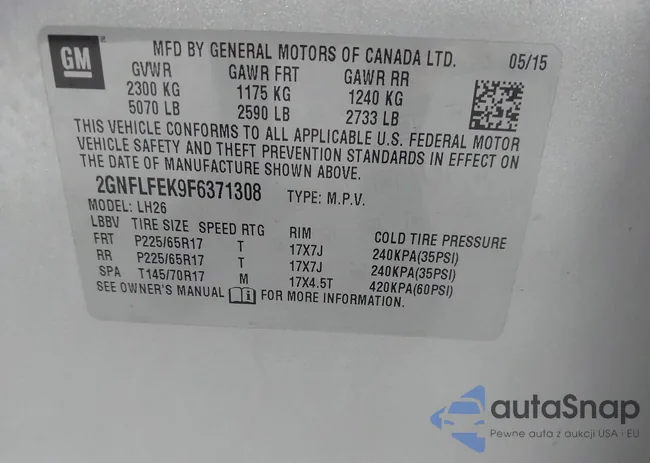 GM
MFD BY GENERAL MOTORS OF CANADA LTD. 05/15
GVWR GAWR FRT GAWR RR
2300 KG 1175 KG 1240 KG
5070 LB 2590 LB 2733 LB
THIS VEHICLE CONFORMS TO ALL APPLICABLE U.S. FEDERAL MOTOR
VEHICLE SAFETY AND THEFT PREVENTION STANDARDS IN EFFECT ON
THE DATE OF MANUFACTURE SHOWN ABOVE.
2GNFLFEK9F6371308 TYPE: M.P.V.
MODEL: LH26
LBBV TIRE SIZE SPEED RTG RIM COLD TIRE PRESSURE
FRT P225/65R17 T 17X7J 240KPA(35PSI)
RR P225/65R17 T 17X7J 240KPA(35PSI)
SPA T145/70R17 M 17X4.5T 420KPA(60PSI)
SEE OWNER'S MANUAL FOR MORE INFORMATION.
autaSnap
Pewne auta z aukcji USA i EU